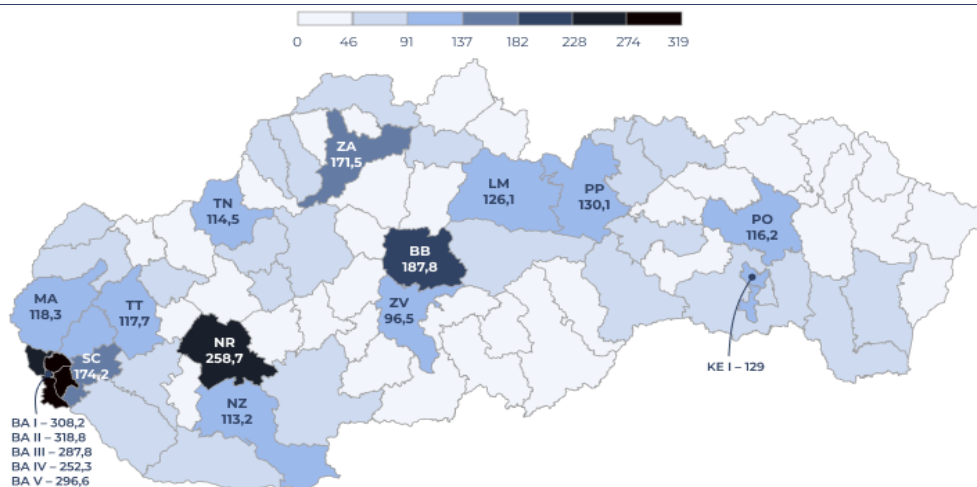 0 46 91 137 182 228 274 319
ZA
171,5
LM
126,1
PP
130,1
TN
114,5
PO
116,2
BB
187,8
MA
118,3
TT
117,7
ZV
96,5
NR
258,7
SC
174,2
KE I – 129
NZ
113,2
BA I – 308,2
BA II – 318,8
BA III – 287,8
BA IV – 252,3
BA V – 296,6